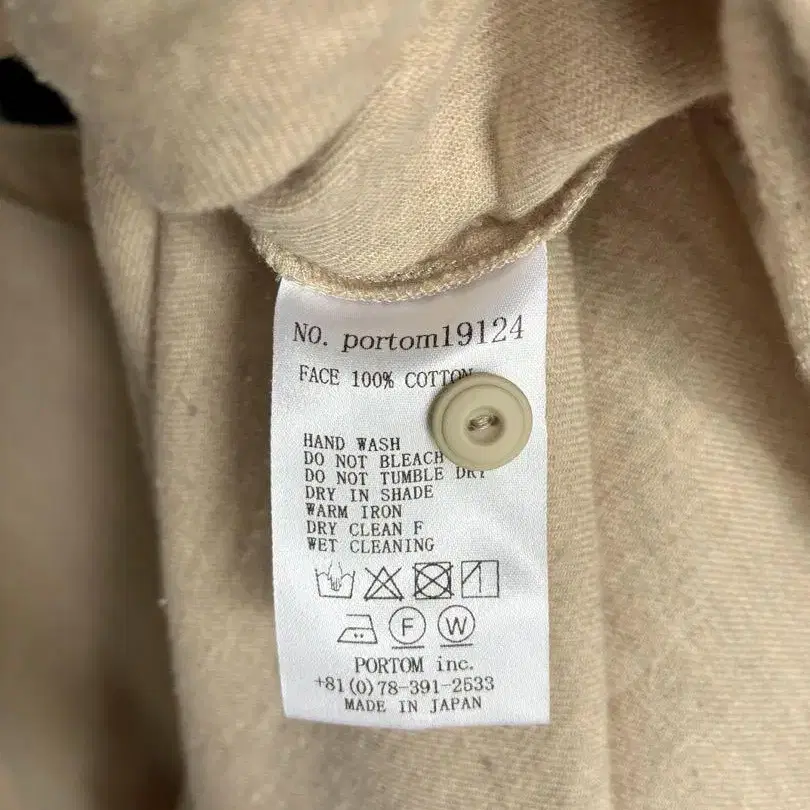 NO. portom19124
FACE 100% COTTON
HAND WASH
DO NOT BLEACH
DO NOT TUMBLE DRY
DRY IN SHADE
WARM IRON
DRY CLEAN F
WET CLEANING
F W
PORTOM inc.
+81(0)78-391-2533
MADE IN JAPAN